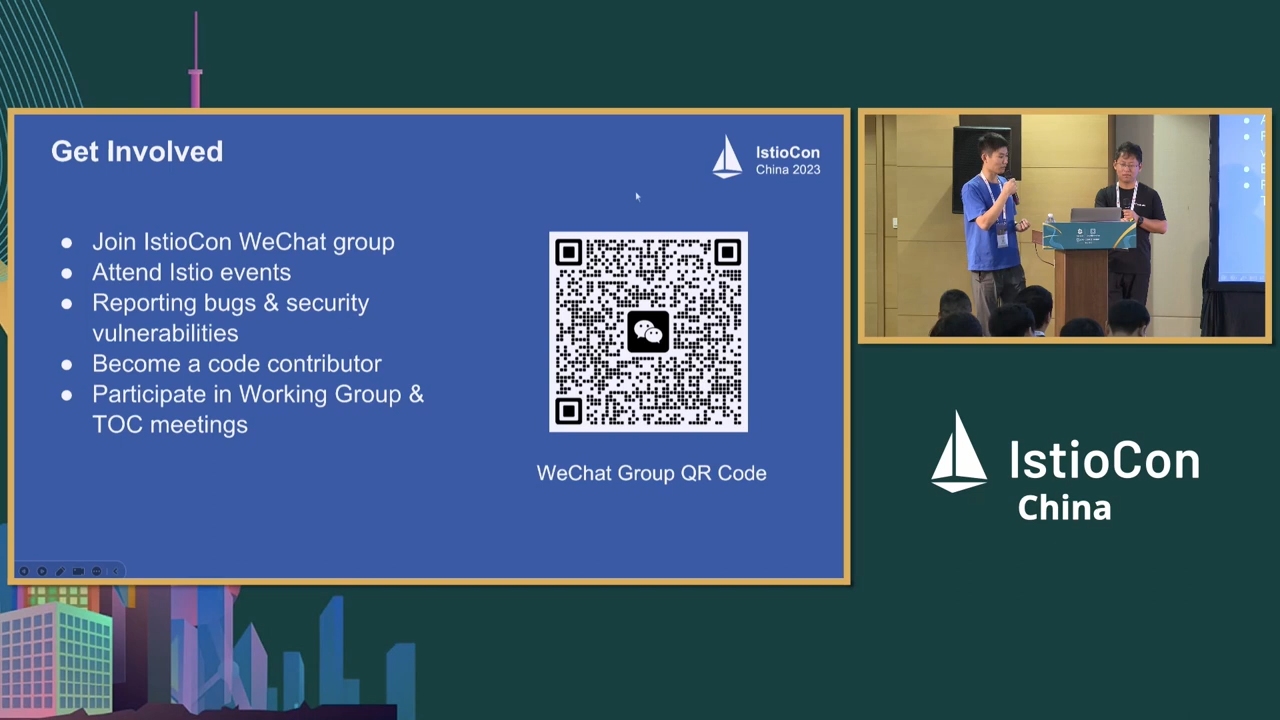 Get Involved
IstioCon
China 2023
● Join IstioCon WeChat group
● Attend Istio events
● Reporting bugs & security
vulnerabilities
● Become a code contributor
● Participate in Working Group &
TOC meetings
WeChat Group QR Code
IstioCon
China